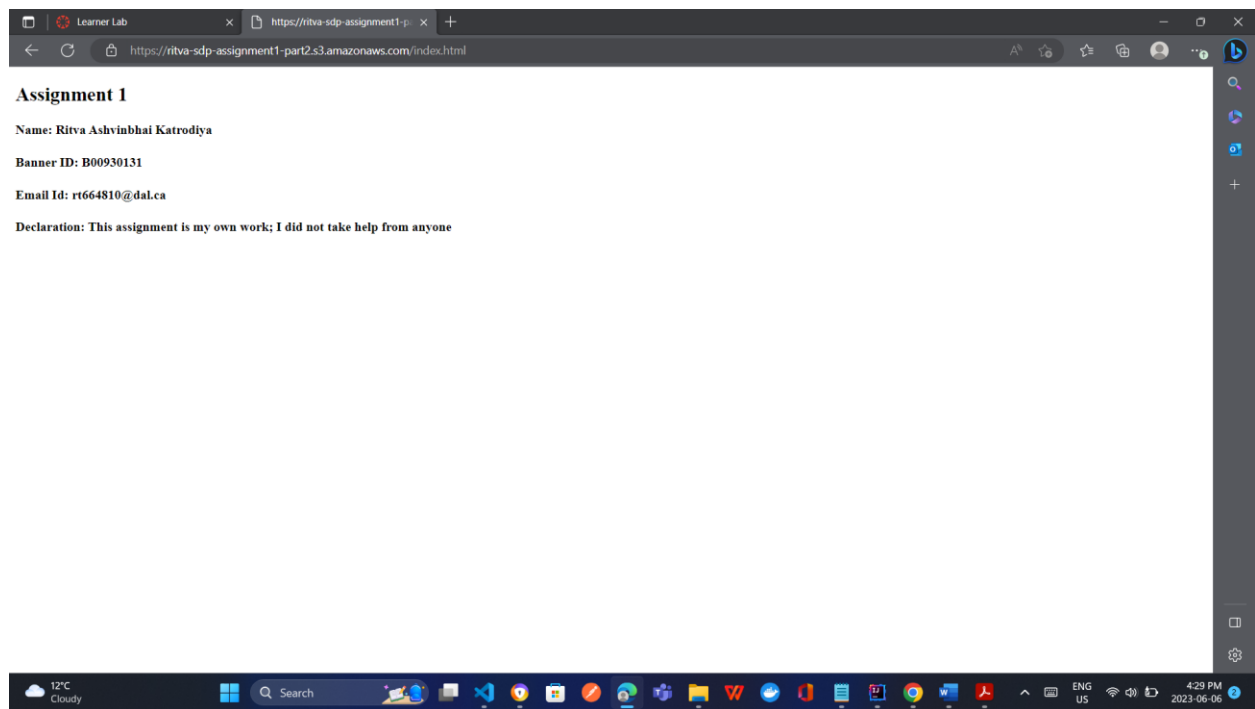 Learner Lab
https://ritva-sdp-assignment1-p
https://ritva-sdp-assignment1-part2.s3.amazonaws.com/index.html
Assignment 1
Name: Ritva Ashvinbhai Katrodiya
Banner ID: B00930131
Email Id: rt664810@dal.ca
Declaration: This assignment is my own work; I did not take help from anyone
12°C
Cloudy
Search
ENG
US
4:29 PM
2023-06-06
2